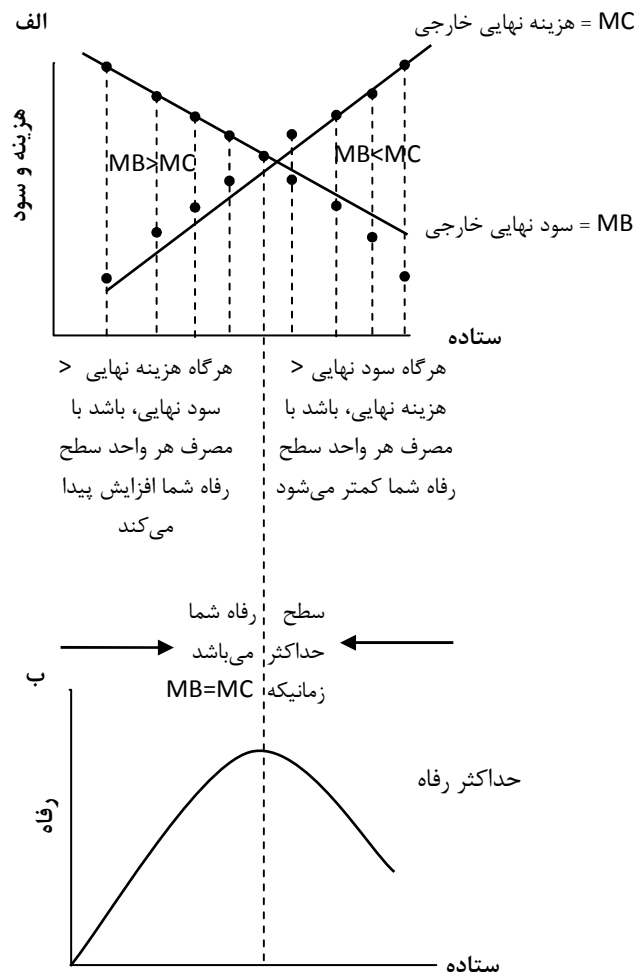 الف
MC = هزینه نهایی خارجی
هزینه و سود
MB>MC
MB<MC
MB = سود نهایی خارجی
ستاده
هرگاه سود نهایی <
هزینه نهایی، باشد با
مصرف هر واحد سطح
رفاه شما کمتر می‌شود
هرگاه هزینه نهایی <
سود نهایی، باشد با
مصرف هر واحد سطح
رفاه شما افزایش پیدا
می‌کند
سطح رفاه شما
حداکثر می‌باشد
زمانیکه MB=MC
ب
رفاه
حداکثر رفاه
ستاده